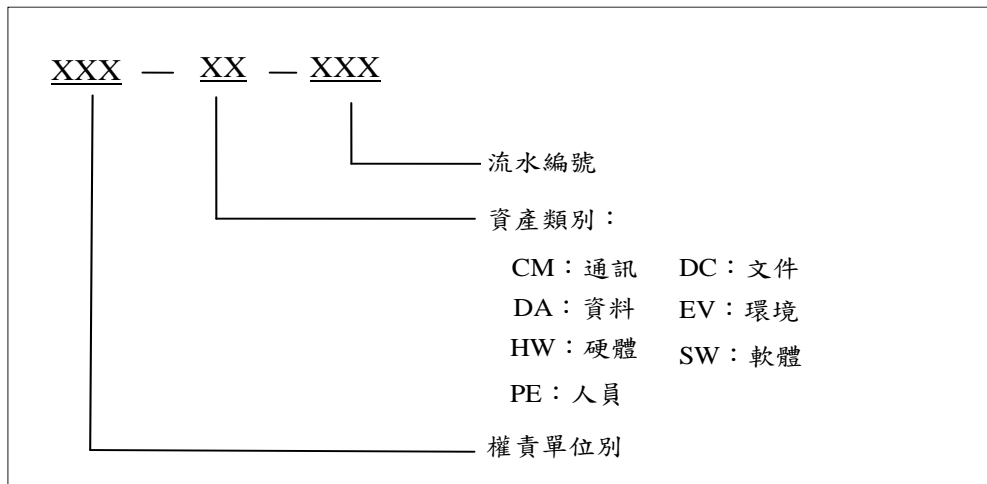 XXX — XX — XXX
流水編號
資產類別：
CM：通訊 DC：文件
DA：資料 EV：環境
HW：硬體 SW：軟體
PE：人員
權責單位別